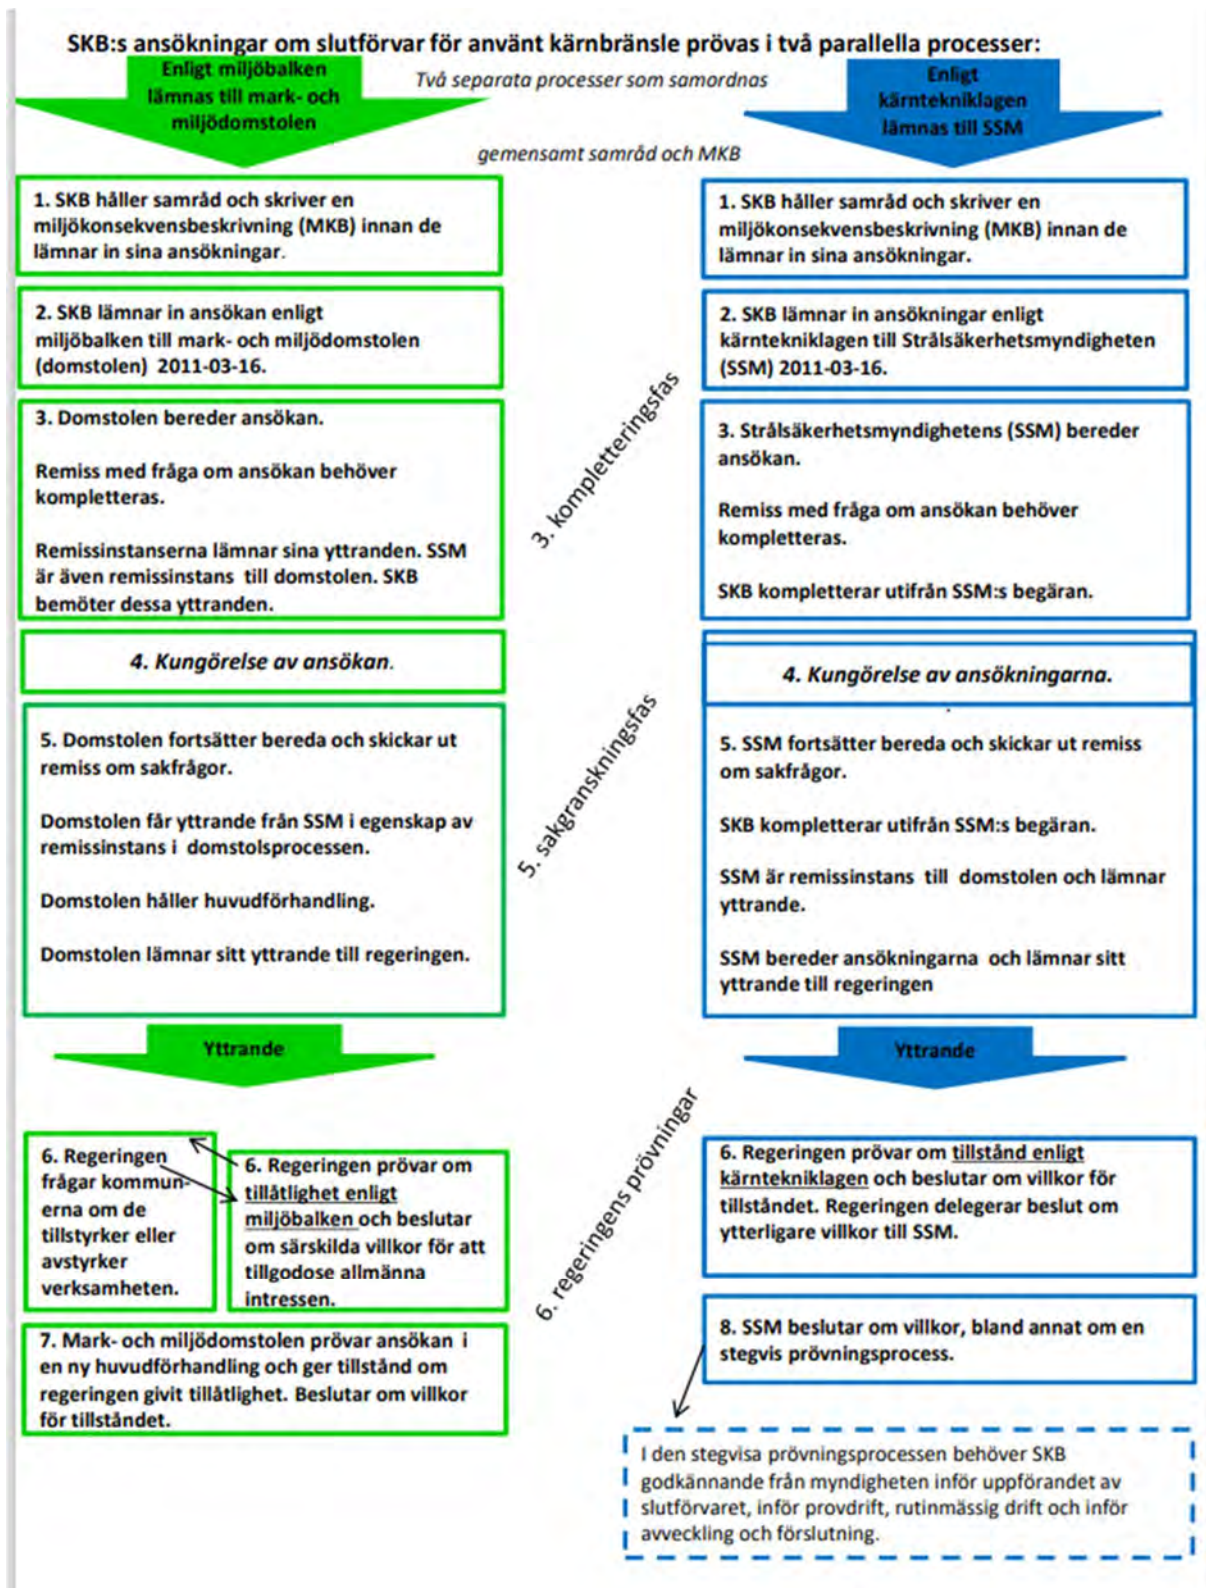 SKB:s ansökningar om slutförvar för använt kärnbränsle prövas i två parallella processer:
Enligt miljöbalken
lämnas till mark- och
miljödomstolen
Två separata processer som samordnas
Enligt
kärntekniklagen
lämnas till SSM
gemensamt samråd och MKB
1. SKB håller samråd och skriver en
miljökonsekvensbeskrivning (MKB) innan de
lämnar in sina ansökningar.
2. SKB lämnar in ansökan enligt
miljöbalken till mark- och miljödomstolen
(domstolen) 2011-03-16.
3. Domstolen bereder ansökan.
Remiss med fråga om ansökan behöver
kompletteras.
Remissinstanserna lämnar sina yttranden. SSM
är även remissinstans till domstolen. SKB
bemöter dessa yttranden.
4. Kungörelse av ansökan.
5. Domstolen fortsätter bereda och skickar ut
remiss om sakfrågor.
Domstolen får yttrande från SSM i egenskap av
remissinstans i domstolsprocessen.
Domstolen håller huvudförhandling.
Domstolen lämnar sitt yttrande till regeringen.
Yttrande
6. Regeringen
frågar kommun-
erna om de
tillstyrker eller
avstyrker
verksamheten.
6. Regeringen prövar om
tillåtlighet enligt
miljöbalken och beslutar
om särskilda villkor för att
tillgodose allmänna
intressen.
7. Mark- och miljödomstolen prövar ansökan i
en ny huvudförhandling och ger tillstånd om
regeringen givit tillåtlighet. Beslutar om villkor
för tillståndet.
3. kompletteringsfas
5. sakgranskningsfas
6. regeringens prövningar
1. SKB håller samråd och skriver en
miljökonsekvensbeskrivning (MKB) innan de
lämnar in sina ansökningar.
2. SKB lämnar in ansökningar enligt
kärntekniklagen till Strålsäkerhetsmyndigheten
(SSM) 2011-03-16.
3. Strålsäkerhetsmyndighetens (SSM) bereder
ansökan.
Remiss med fråga om ansökan behöver
kompletteras.
SKB kompletterar utifrån SSM:s begäran.
4. Kungörelse av ansökningarna.
5. SSM fortsätter bereda och skickar ut remiss
om sakfrågor.
SKB kompletterar utifrån SSM:s begäran.
SSM är remissinstans till domstolen och lämnar
yttrande.
SSM bereder ansökningarna och lämnar sitt
yttrande till regeringen
Yttrande
6. Regeringen prövar om tillstånd enligt
kärntekniklagen och beslutar om villkor för
tillståndet. Regeringen delegerar beslut om
ytterligare villkor till SSM.
8. SSM beslutar om villkor, bland annat om en
stegvis prövningsprocess.
I den stegvisa prövningsprocessen behöver SKB
godkännande från myndigheten inför uppförandet av
slutförvaret, inför provdrift, rutinmässig drift och inför
avveckling och förslutning.